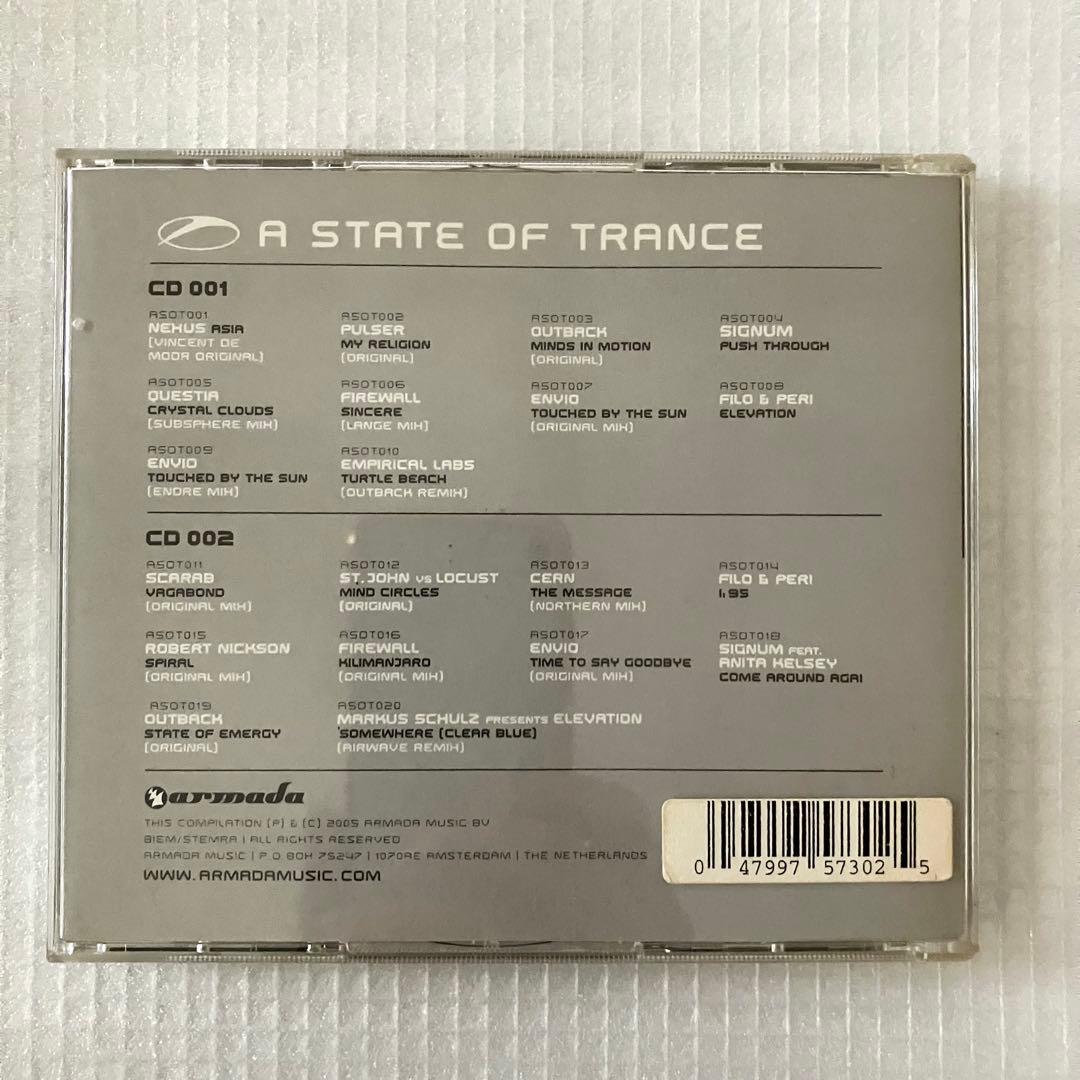 A STATE OF TRANCE
CD 001
ASOT001
NEXUS ASIA
(VINCENT DE
MOOR ORIGINAL)
ASOT002
PULSER
MY RELIGION
(ORIGINAL)
ASOT003
OUTBACK
MINDS IN MOTION
(ORIGINAL)
ASOT004
SIGNUM
PUSH THROUGH
ASOT005
QUESTIA
CRYSTAL CLOUDS
(SUBSPHERE MIX)
ASOT006
FIREWALL
SINCERE
(LANGE MIX)
ASOT007
ENVIO
TOUCHED BY THE SUN
(ORIGINAL MIX)
ASOT008
FILO & PERI
ELEVATION
ASOT009
ENVIO
TOUCHED BY THE SUN
(ENDRE MIX)
ASOT010
EMPIRICAL LABS
TURTLE BEACH
(OUTBACK REMIX)
CD 002
ASOT011
SCARAB
VAGABOND
(ORIGINAL MIX)
ASOT012
ST.JOHN VS LOCUST
MIND CIRCLES
(ORIGINAL)
ASOT013
CERN
THE MESSAGE
(NORTHERN MIX)
ASOT014
FILO & PERI
I, 95
ASOT015
ROBERT NICKSON
SPIRAL
(ORIGINAL MIX)
ASOT016
FIREWALL
KILIMANJARO
(ORIGINAL MIX)
ASOT017
ENVIO
TIME TO SAY GOODBYE
(ORIGINAL MIX)
ASOT018
SIGNUM FEAT.
ANITA KELSEY
COME AROUND AGAI
ASOT019
OUTBACK
STATE OF EMERGY
(ORIGINAL)
ASOT020
MARKUS SCHULZ PRESENTS ELEVATION
'SOMEWHERE (CLEAR BLUE)
(AIRWAVE REMIX)
armada
THIS COMPILATION (P) & (C) 2005 ARMADA MUSIC BV
BIEM/STEMRA | ALL RIGHTS RESERVED
ARMADA MUSIC | P.O. BOX 75247 | 1070AE AMSTERDAM | THE NETHERLANDS
WWW.ARMADAMUSIC.COM
0 47997 57302 5